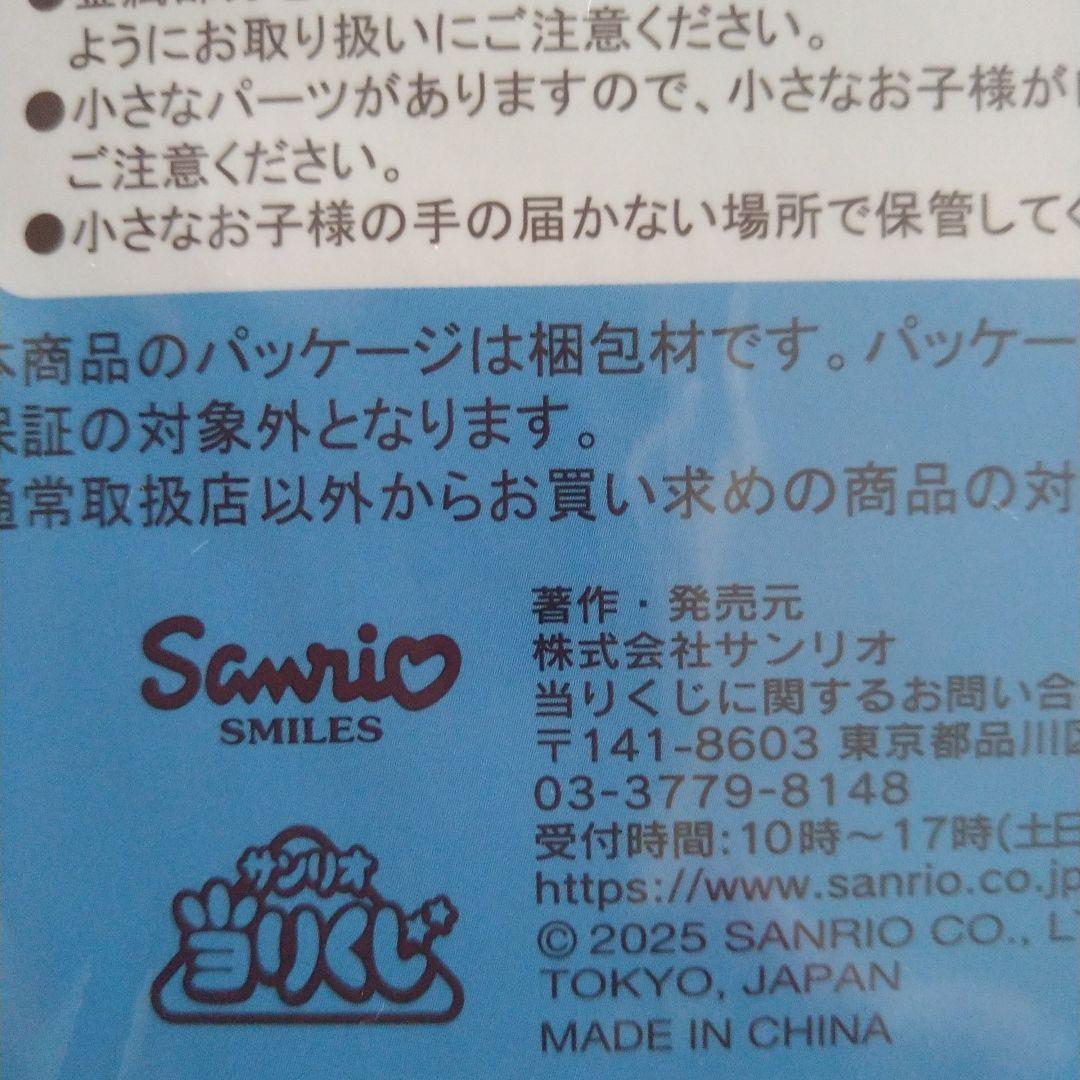 ようにお取り扱いにご注意ください。
●小さなパーツがありますので、小さなお子様が
ご注意ください。
●小さなお子様の手の届かない場所で保管して
本商品のパッケージは梱包材です。パッケー
保証の対象外となります。
通常取扱店以外からお買い求めの商品の対
Sanrio
SMILES
サンリオ
当りくじ
著作・発売元
株式会社サンリオ
当りくじに関するお問い合
〒141-8603 東京都品川区
03-3779-8148
受付時間:10時～17時(土日
https://www.sanrio.co.jp
© 2025 SANRIO CO., LT
TOKYO, JAPAN
MADE IN CHINA